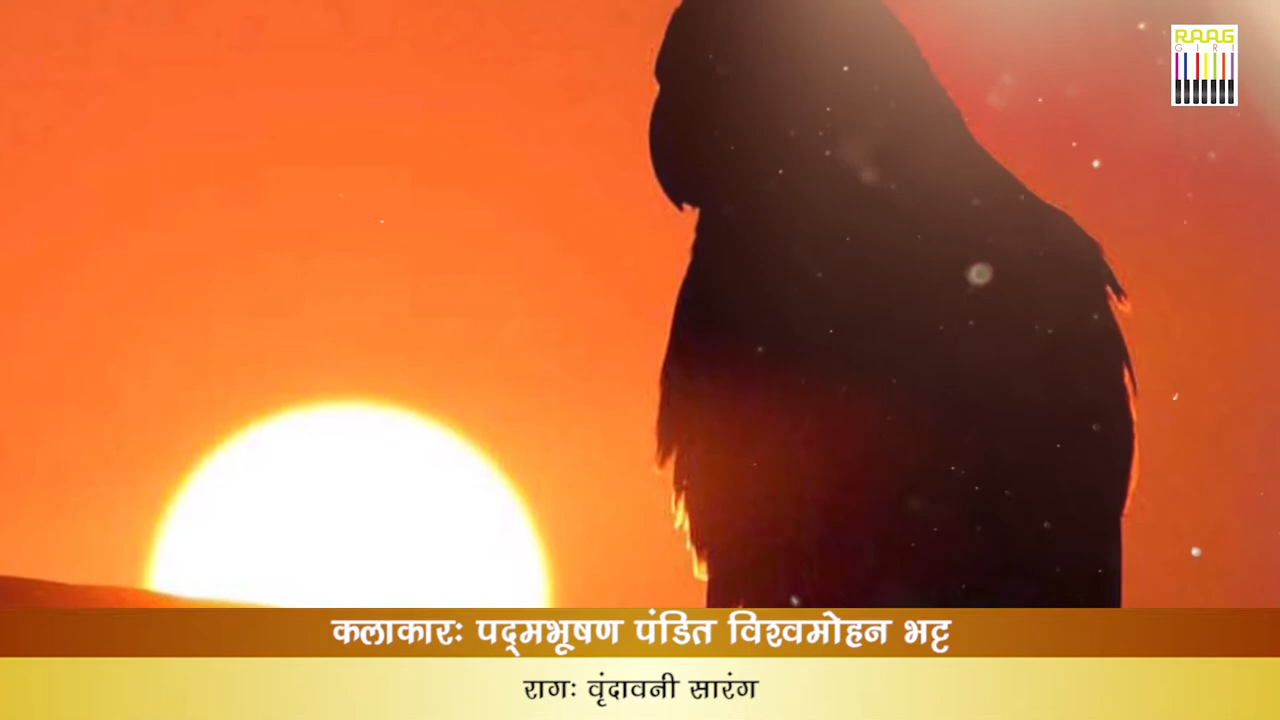 RAAG
GIRI
कलाकारः पद्मभूषण पंडित विश्वमोहन भट्ट
रागः वृंदावनी सारंग